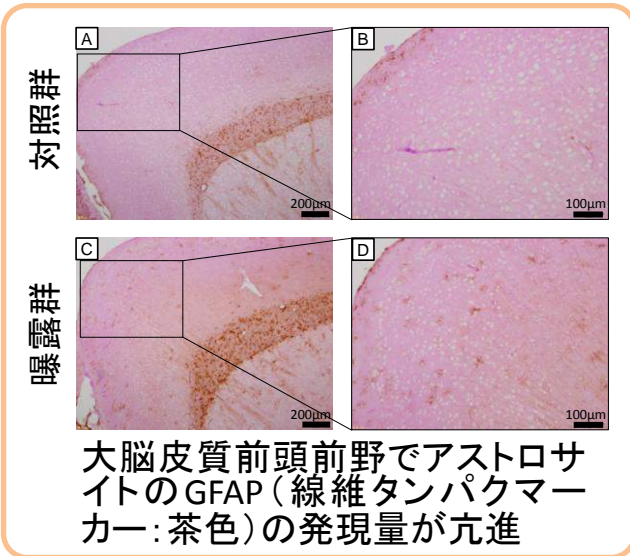 対照群
A
B
200μm
100μm
曝露群
C
D
200μm
100μm
大脳皮質前頭前野でアストロサ
イトのGFAP（線維タンパクマー
カー：茶色）の発現量が亢進